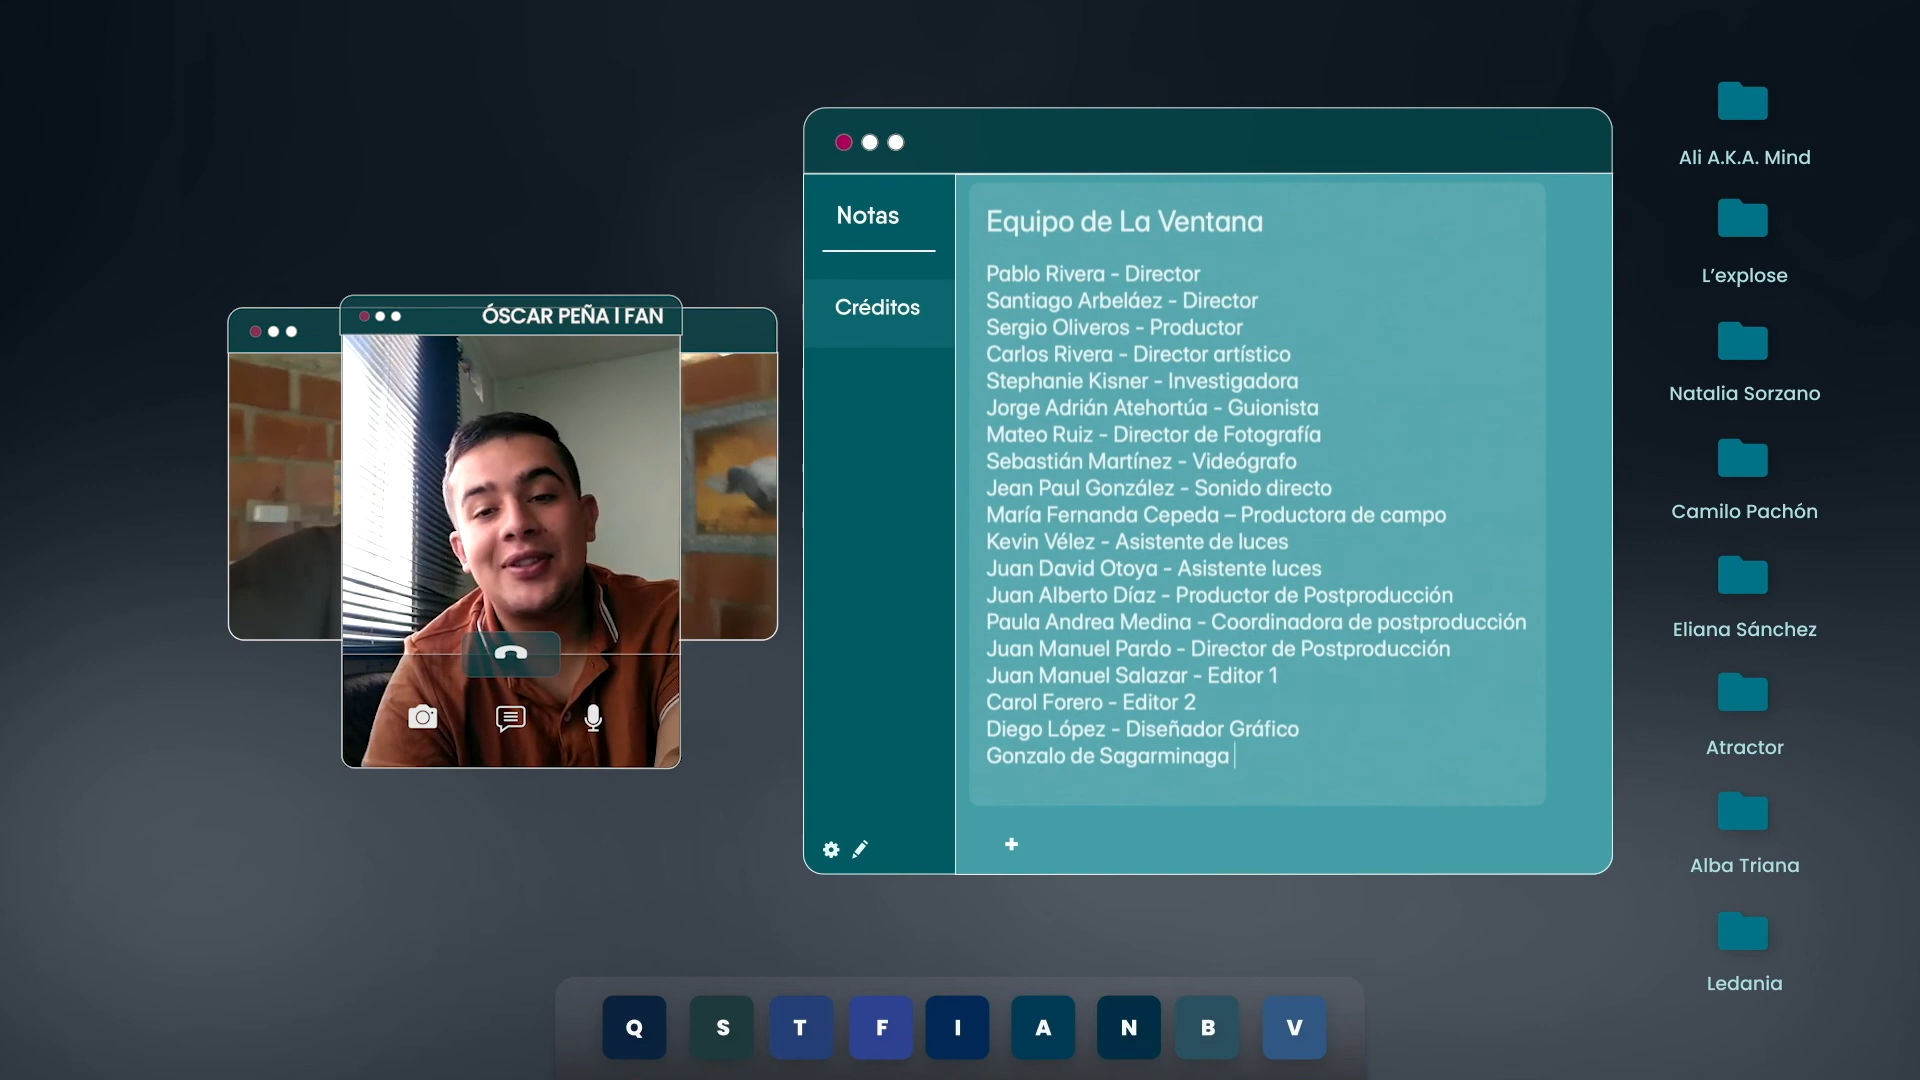 ÓSCAR PEÑA | FAN
Notas
Créditos
Equipo de La Ventana
Pablo Rivera - Director
Santiago Arbeláez - Director
Sergio Oliveros - Productor
Carlos Rivera - Director artístico
Stephanie Kisner - Investigadora
Jorge Adrián Atehortúa - Guionista
Mateo Ruiz - Director de Fotografía
Sebastián Martínez - Videógrafo
Jean Paul González - Sonido directo
María Fernanda Cepeda – Productora de campo
Kevin Vélez - Asistente de luces
Juan David Otoya - Asistente luces
Juan Alberto Díaz - Productor de Postproducción
Paula Andrea Medina - Coordinadora de postproducción
Juan Manuel Pardo - Director de Postproducción
Juan Manuel Salazar - Editor 1
Carol Forero - Editor 2
Diego López - Diseñador Gráfico
Gonzalo de Sagarminaga
Ali A.K.A. Mind
L’explose
Natalia Sorzano
Camilo Pachón
Eliana Sánchez
Atractor
Alba Triana
Ledania
Q S T F I A N B V